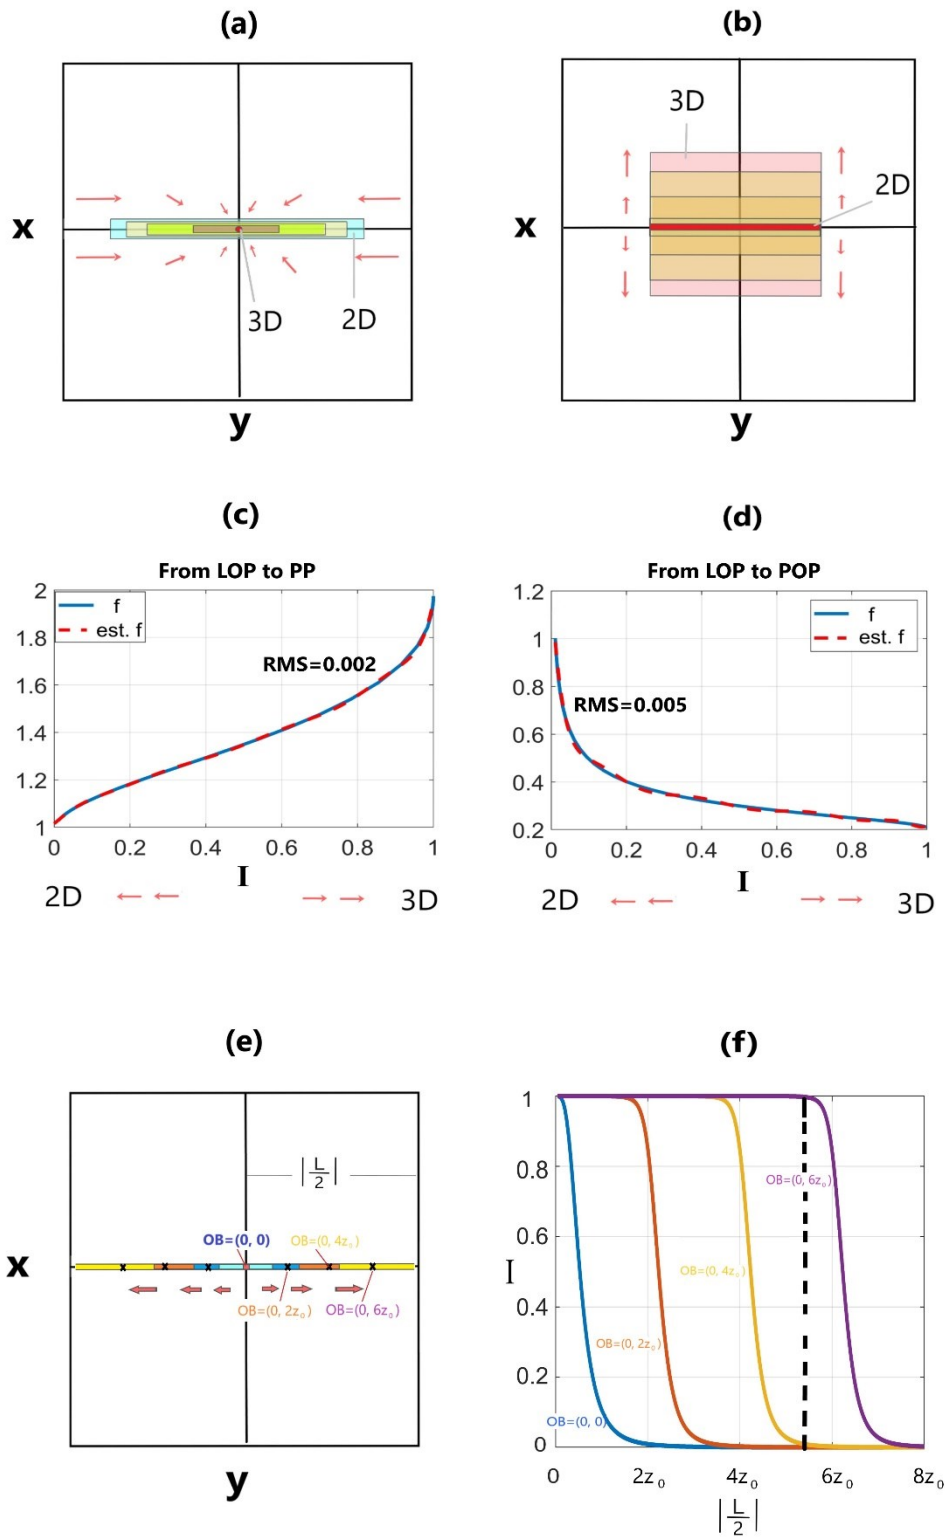 (a)
x
3D
2D
y
(b)
3D
2D
x
y
(c)
From LOP to PP
2
1.8
1.6
1.4
1.2
1
f
est. f
RMS=0.002
0 0.2 0.4 0.6 0.8 1
I
2D
3D
(d)
From LOP to POP
1.2
1
0.8
0.6
0.4
0.2
f
est. f
RMS=0.005
0 0.2 0.4 0.6 0.8 1
I
2D
3D
(e)
|L/2|
OB=(0, 0)
OB=(0, 4z₀)
x
OB=(0, 2z₀)
OB=(0, 6z₀)
y
(f)
1
0.8
0.6
0.4
0.2
0
I
OB=(0, 6z₀)
OB=(0, 4z₀)
OB=(0, 2z₀)
OB=(0, 0)
0 2z₀ 4z₀ 6z₀ 8z₀
|L/2|